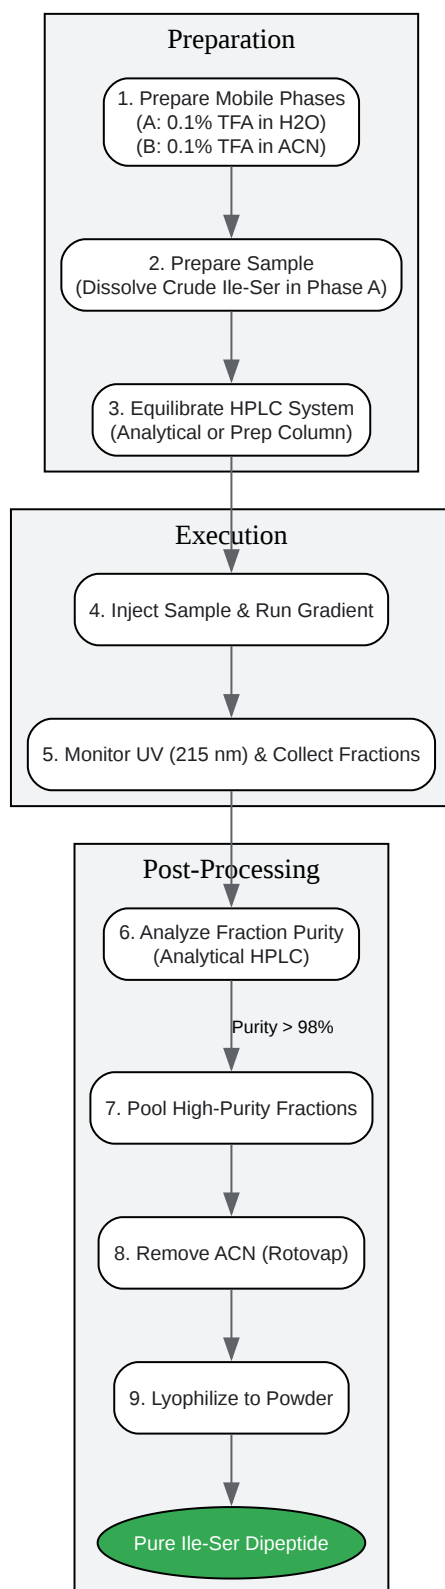 Preparation
1. Prepare Mobile Phases
(A: 0.1% TFA in H2O)
(B: 0.1% TFA in ACN)
2. Prepare Sample
(Dissolve Crude Ile-Ser in Phase A)
3. Equilibrate HPLC System
(Analytical or Prep Column)
Execution
4. Inject Sample & Run Gradient
5. Monitor UV (215 nm) & Collect Fractions
Post-Processing
6. Analyze Fraction Purity
(Analytical HPLC)
Purity > 98%
7. Pool High-Purity Fractions
8. Remove ACN (Rotovap)
9. Lyophilize to Powder
Pure Ile-Ser Dipeptide